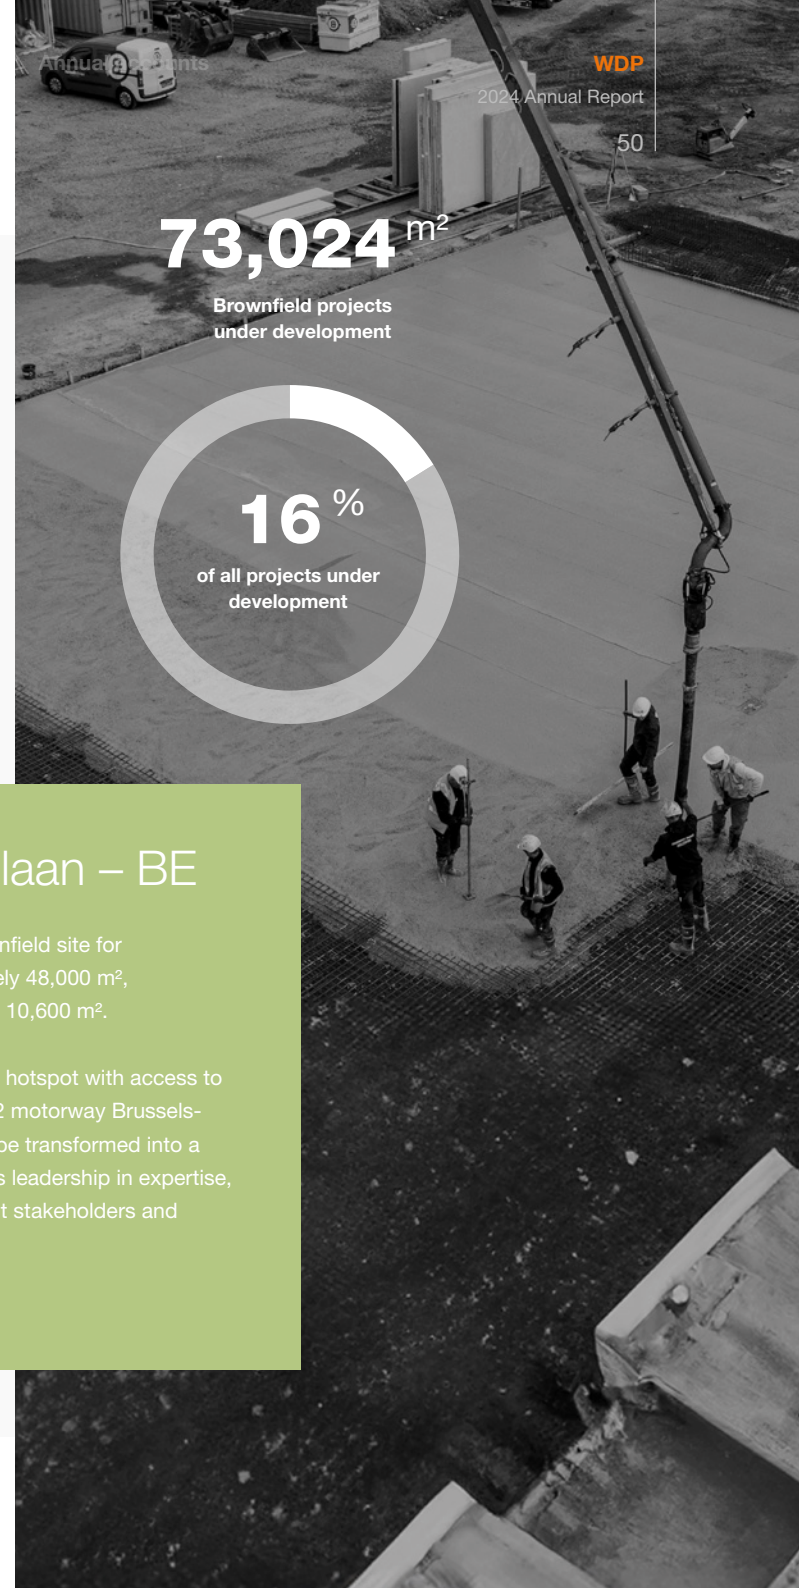 Annual accounts
WDP
2024 Annual Report
50
73,024 m²
Brownfield projects
under development
16 %
of all projects under
development
laan – BE
nfield site for
ely 48,000 m²,
10,600 m².
hotspot with access to
2 motorway Brussels-
be transformed into a
s leadership in expertise,
t stakeholders and